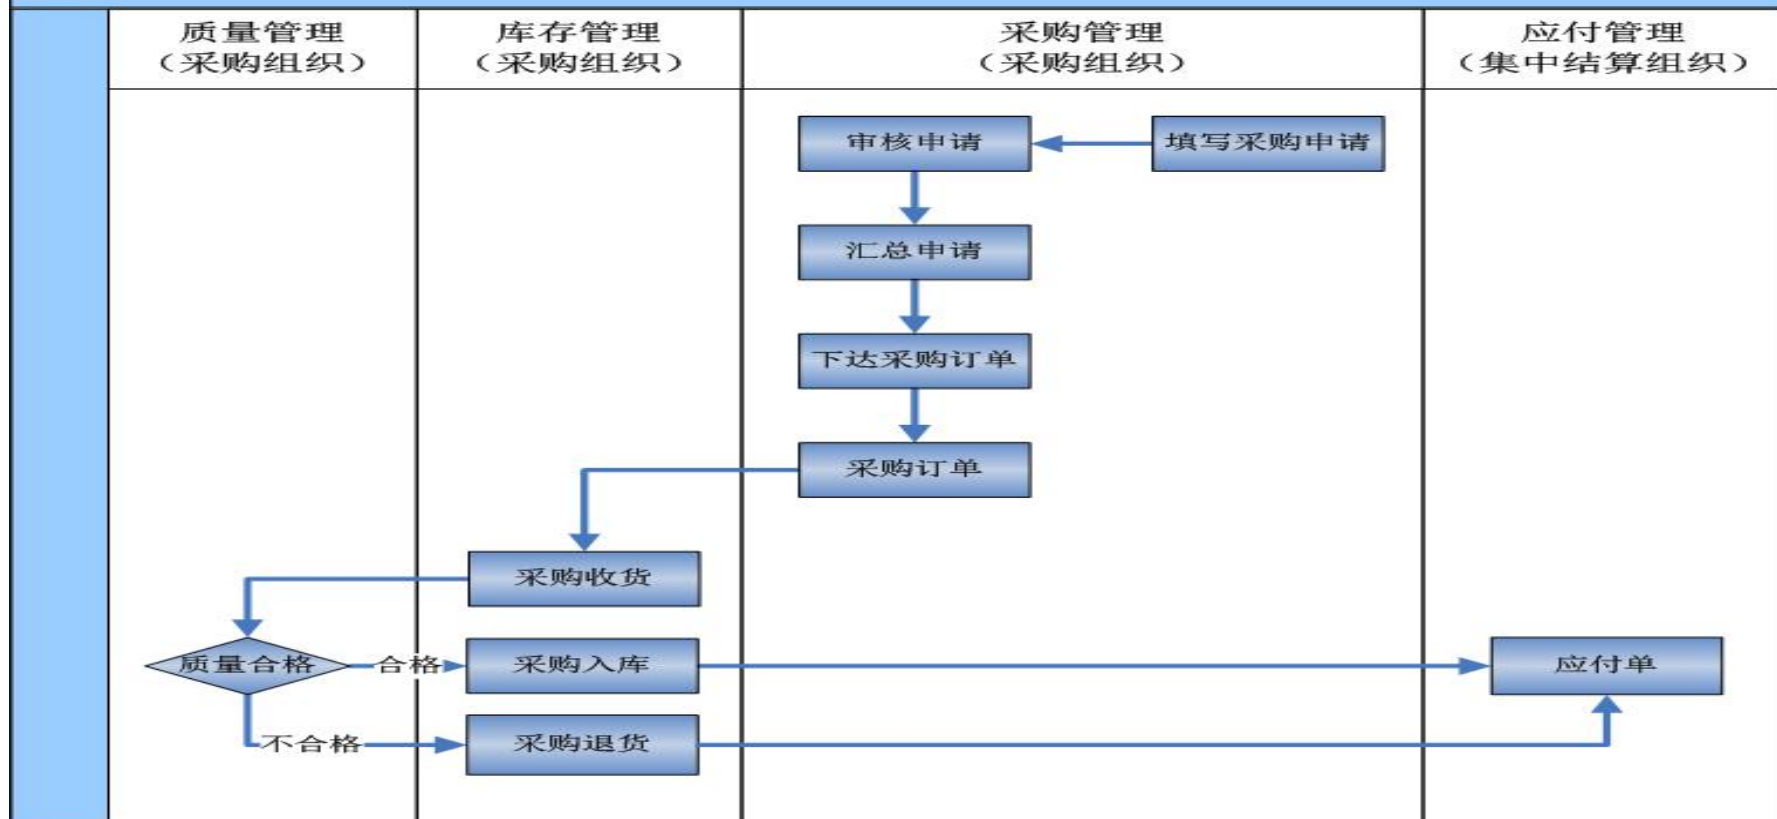 质量管理
（采购组织）
库存管理
（采购组织）
采购管理
（采购组织）
应付管理
（集中结算组织）
审核申请
填写采购申请
汇总申请
下达采购订单
采购订单
采购收货
质量合格
合格
采购入库
应付单
不合格
采购退货